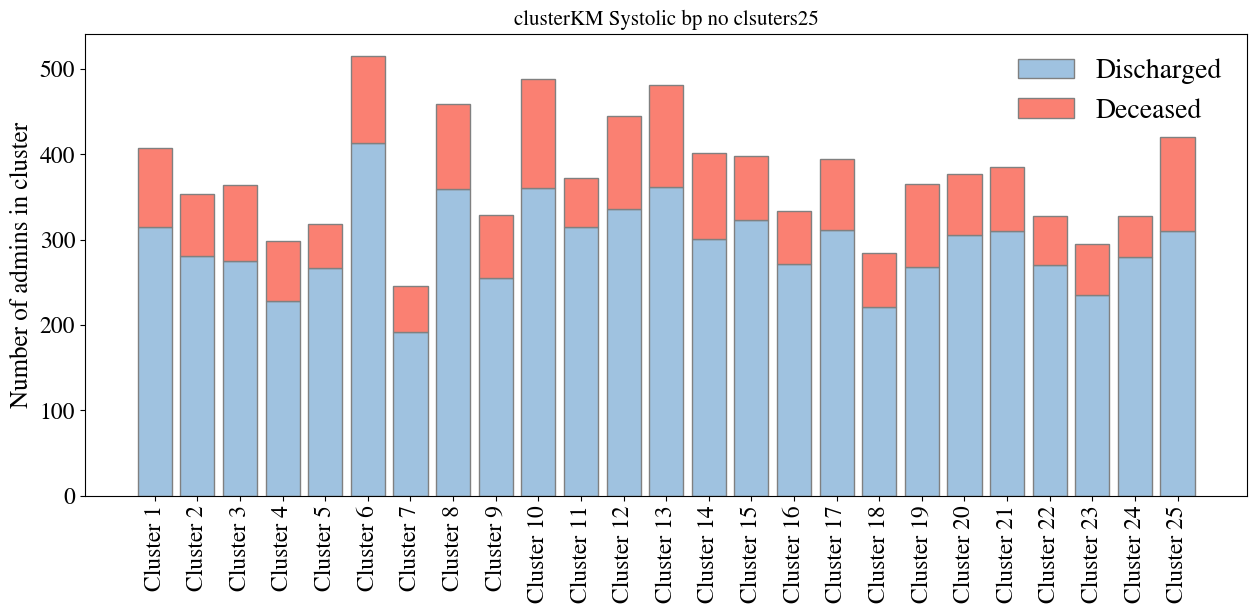 clusterKM Systolic bp no clsuters25
Discharged
Deceased
Number of admins in cluster
500
400
300
200
100
0
Cluster 1
Cluster 2
Cluster 3
Cluster 4
Cluster 5
Cluster 6
Cluster 7
Cluster 8
Cluster 9
Cluster 10
Cluster 11
Cluster 12
Cluster 13
Cluster 14
Cluster 15
Cluster 16
Cluster 17
Cluster 18
Cluster 19
Cluster 20
Cluster 21
Cluster 22
Cluster 23
Cluster 24
Cluster 25